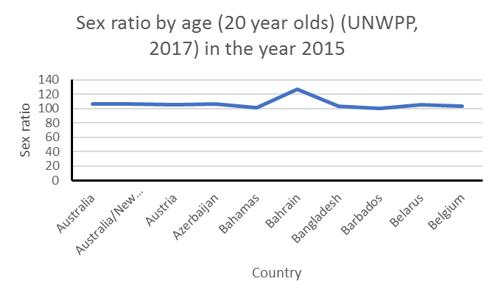 Sex ratio by age (20 year olds) (UNWPP,
2017) in the year 2015
Sex ratio
140
120
100
80
60
40
20
0
Australia
Australia/New...
Austria
Azerbaijan
Bahamas
Bahrain
Bangladesh
Barbados
Belarus
Belgium
Country